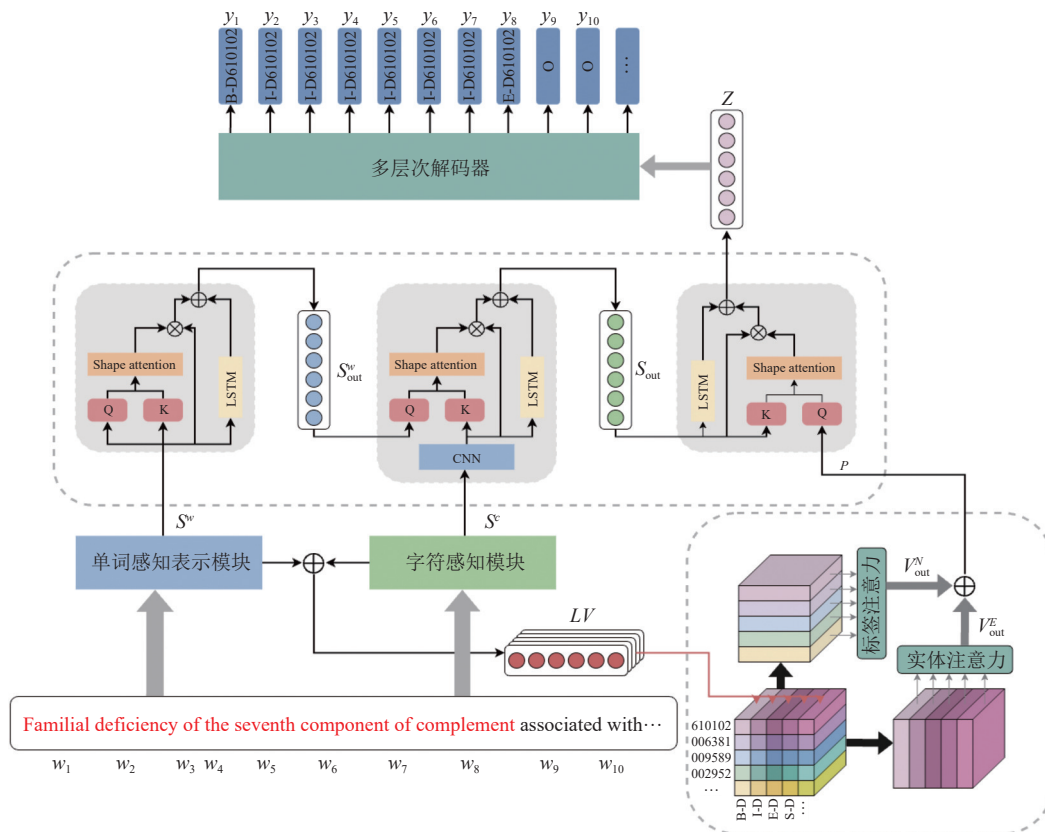 y1 y2 y3 y4 y5 y6 y7 y8 y9 y10
B-D610102 I-D610102 I-D610102 I-D610102 I-D610102 I-D610102 I-D610102 E-D610102 O O …
Z
多层次解码器
Shape attention
Q K
LSTM
S^w_out
Shape attention
Q K
LSTM
CNN
S_out
LSTM
Shape attention
K Q
P
S^w
S^c
单词感知表示模块
字符感知模块
LV
标签注意力
V^N_out
V^E_out
实体注意力
Familial deficiency of the seventh component of complement associated with…
w1 w2 w3 w4 w5 w6 w7 w8 w9 w10
610102
006381
009589
002952
…
B-D I-D E-D S-D …